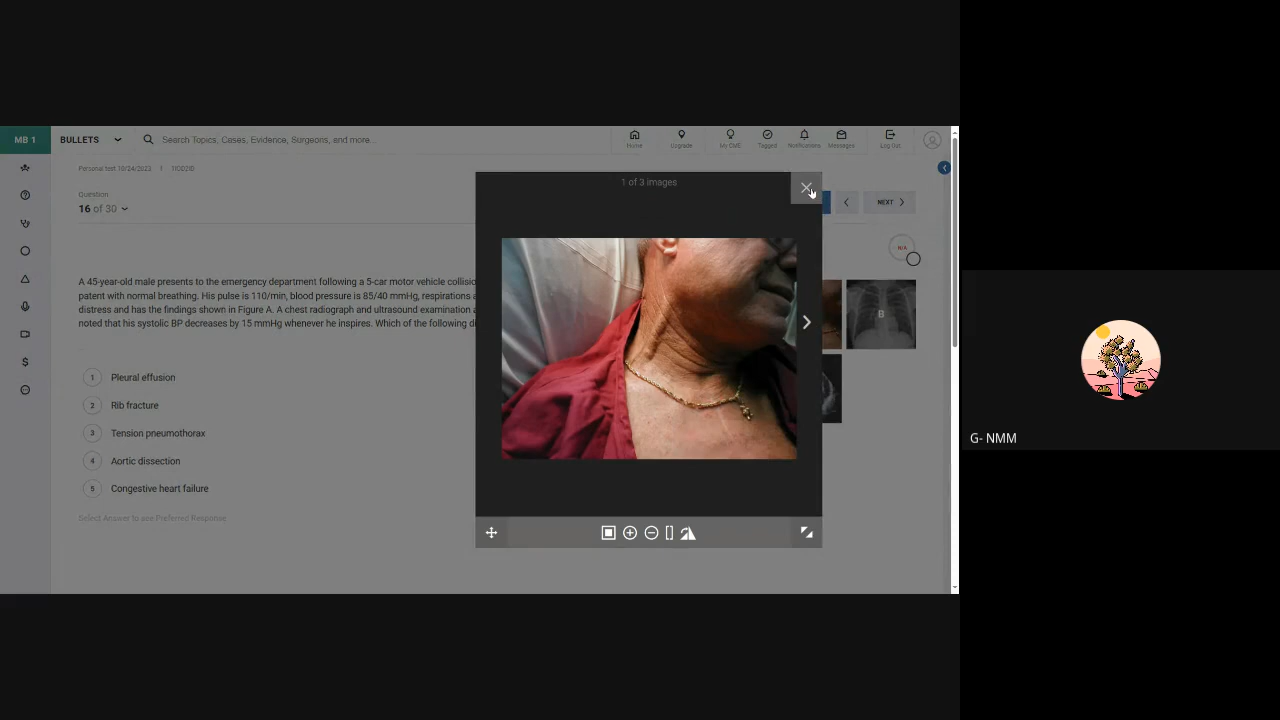 MB 1
BULLETS
Search Topics, Cases, Evidence, Surgeons, and more...
Home
Upgrade
My CME
Tagged
Notifications
Messages
Log Out
Personal test 10/24/2023
Question
16 of 30
1 of 3 images
NEXT
N/A
A 45-year-old male presents to the emergency department following a 5-car motor vehicle
patent with normal breathing. His pulse is 110/min, blood pressure is 85/40 mmHg, respirations
distress and has the findings shown in Figure A. A chest radiograph and ultrasound examination
noted that his systolic BP decreases by 15 mmHg whenever he inspires. Which of the following
B
1 Pleural effusion
2 Rib fracture
3 Tension pneumothorax
4 Aortic dissection
5 Congestive heart failure
Select Answer to see Preferred Response
G- NMM